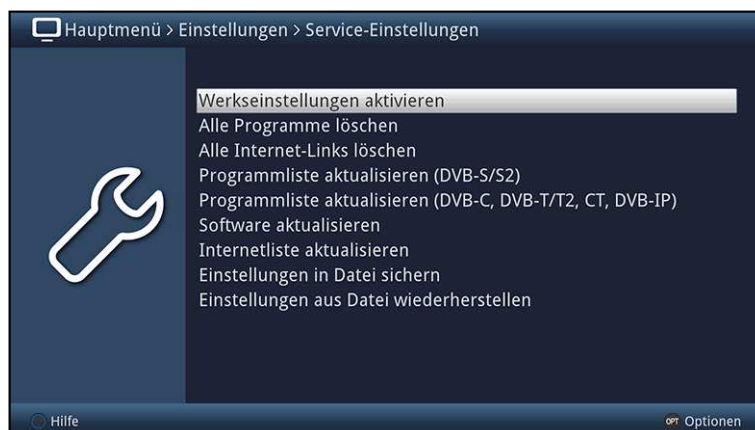 Hauptmenü > Einstellungen > Service-Einstellungen
Werkseinstellungen aktivieren
Alle Programme löschen
Alle Internet-Links löschen
Programmliste aktualisieren (DVB-S/S2)
Programmliste aktualisieren (DVB-C, DVB-T/T2, CT, DVB-IP)
Software aktualisieren
Internetliste aktualisieren
Einstellungen in Datei sichern
Einstellungen aus Datei wiederherstellen
Hilfe
OPT Optionen